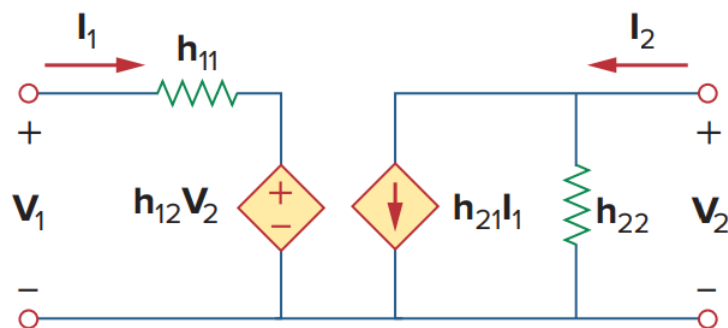 I₁ I₂
h₁₁
+ + +
V₁ h₁₂V₂ − h₂₁I₁ h₂₂ V₂
− −